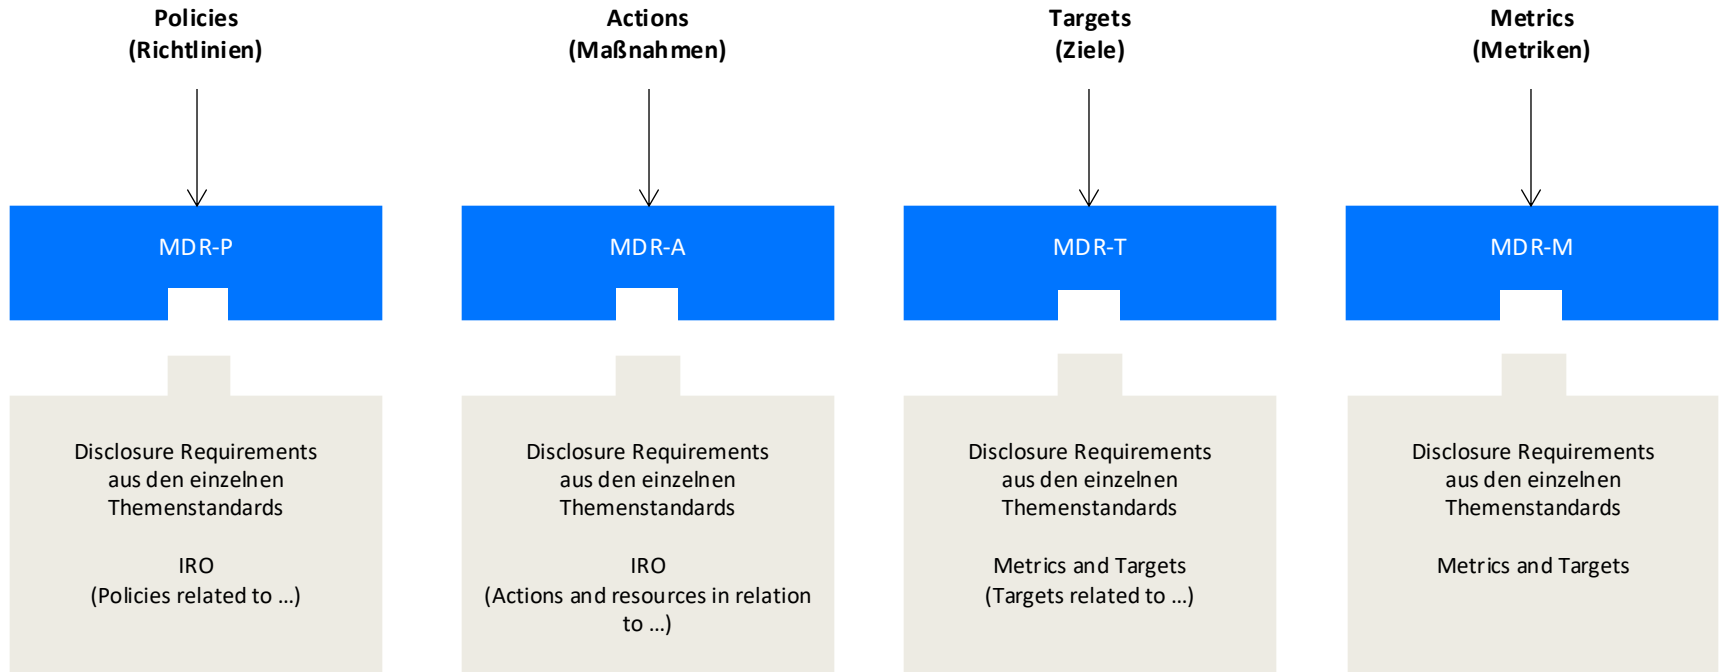 Policies
(Richtlinien)
Actions
(Maßnahmen)
Targets
(Ziele)
Metrics
(Metriken)
MDR-P
MDR-A
MDR-T
MDR-M
Disclosure Requirements
aus den einzelnen
Themenstandards
IRO
(Policies related to ...)
Disclosure Requirements
aus den einzelnen
Themenstandards
IRO
(Actions and resources in relation
to ...)
Disclosure Requirements
aus den einzelnen
Themenstandards
Metrics and Targets
(Targets related to ...)
Disclosure Requirements
aus den einzelnen
Themenstandards
Metrics and Targets